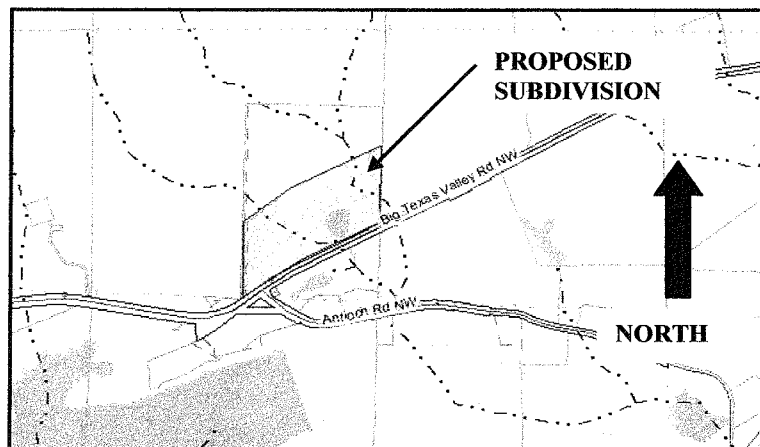 PROPOSED
SUBDIVISION
Big Texas Valley Rd NW
Antioch Rd NW
NORTH